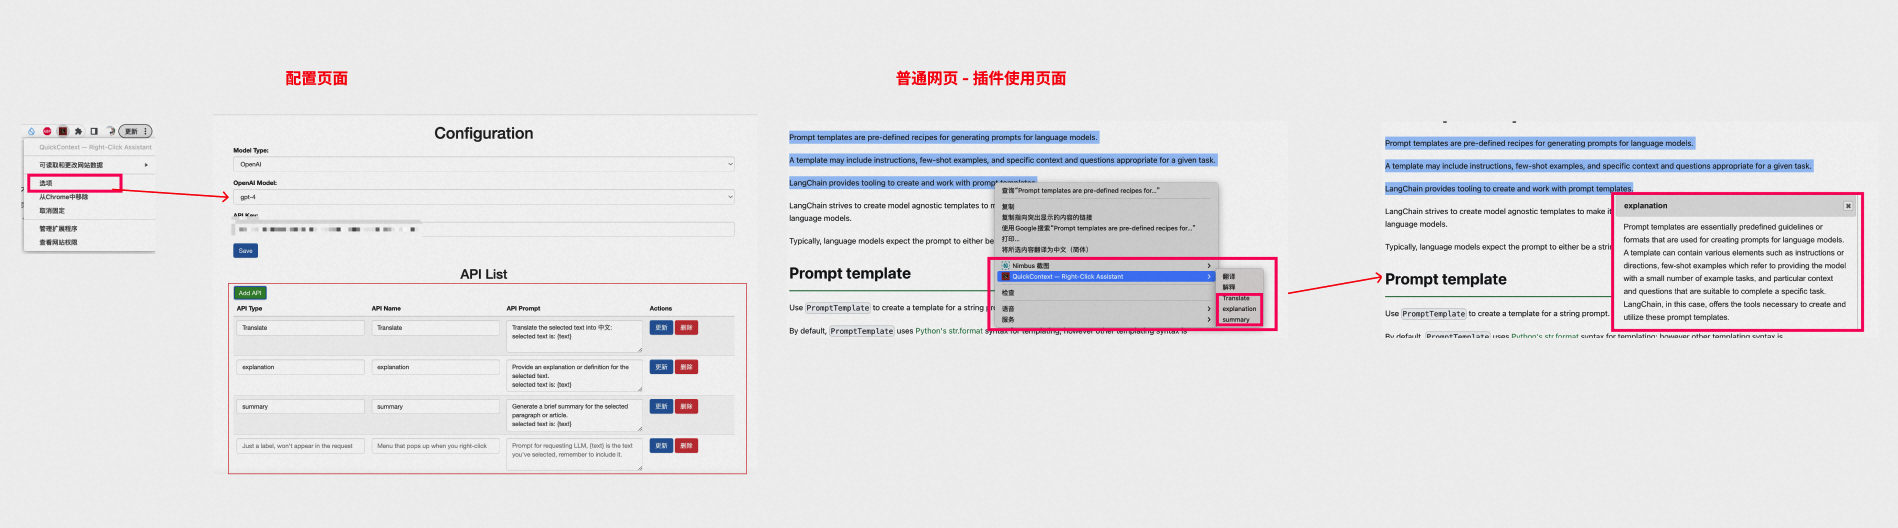 配置页面
普通网页 - 插件使用页面
更新
QuickContext — Right-Click Assistant
可读取和更改网站数据
选项
从Chrome中移除
取消固定
管理扩展程序
查看网站权限
Configuration
Model Type:
OpenAI
OpenAI Model:
gpt-4
API Key:
Save
API List
Add API
API Type API Name API Prompt Actions
Translate Translate Translate the selected text into 中文:
selected text is: {text}
更新 删除
explanation explanation Provide an explanation or definition for the
selected text.
selected text is: {text}
更新 删除
summary summary Generate a brief summary for the selected
paragraph or article.
selected text is: {text}
更新 删除
Just a label, won't appear in the request Menu that pops up when you right-click Prompt for requesting LLM, {text} is the text
you've selected, remember to include it.
更新 删除
Prompt templates are pre-defined recipes for generating prompts for language models.
A template may include instructions, few-shot examples, and specific context and questions appropriate for a given task.
LangChain provides tooling to create and work with prompt templates.
LangChain strives to create model agnostic templates to
language models.
Typically, language models expect the prompt to either be
Prompt template
Use PromptTemplate to create a template for a string
By default, PromptTemplate uses Python's str.format syntax for templating; however other templating syntax is
查询"Prompt templates are pre-defined recipes for..."
复制
复制指向突出显示的内容的链接
使用 Google 搜索"Prompt templates are pre-defined recipes for..."
打印...
将所选内容翻译为中文（简体）
Nimbus 截图
QuickContext — Right-Click Assistant
检查
语音
服务
翻译
解释
Translate
explanation
summary
Prompt templates are pre-defined recipes for generating prompts for language models.
A template may include instructions, few-shot examples, and specific context and questions appropriate for a given task.
LangChain provides tooling to create and work with prompt templates.
LangChain strives to create model agnostic templates to make it
language models.
Typically, language models expect the prompt to either be a
Prompt template
Use PromptTemplate to create a template for a string prompt.
By default, PromptTemplate uses Python's str.format syntax for templating; however other templating syntax is
explanation
Prompt templates are essentially predefined guidelines or
formats that are used for creating prompts for language models.
A template can contain various elements such as instructions or
directions, few-shot examples which refer to providing the model
with a small number of example tasks, and particular context
and questions that are suitable to complete a specific task.
LangChain, in this case, offers the tools necessary to create and
utilize these prompt templates.